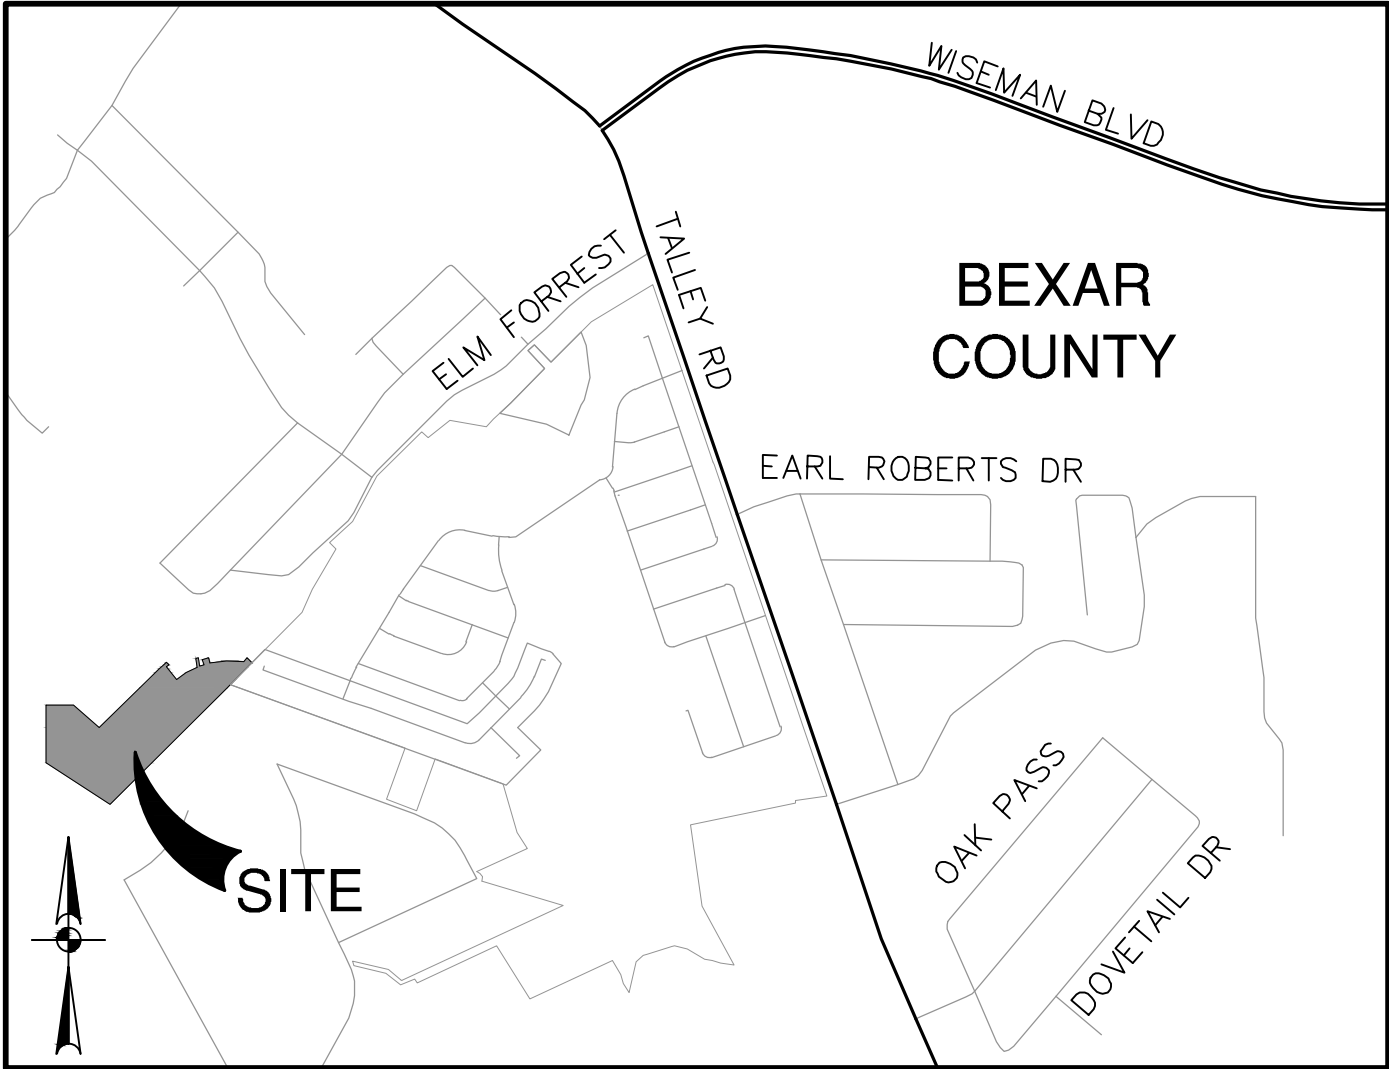 WISEMAN BLVD
TALLEY RD
ELM FORREST
BEXAR
COUNTY
EARL ROBERTS DR
OAK PASS
DOVETAIL DR
SITE